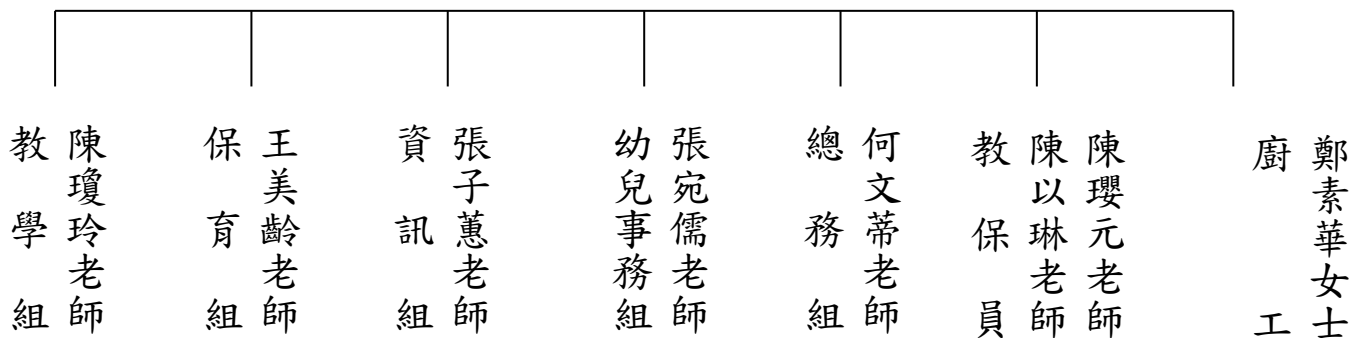 教學組
陳瓊玲老師
保育組
王美齡老師
資訊組
張子蕙老師
幼兒事務組
張宛儒老師
總務組
何文蒂老師
教保員
陳以琳老師
陳瓔元老師
廚工
鄭素華女士